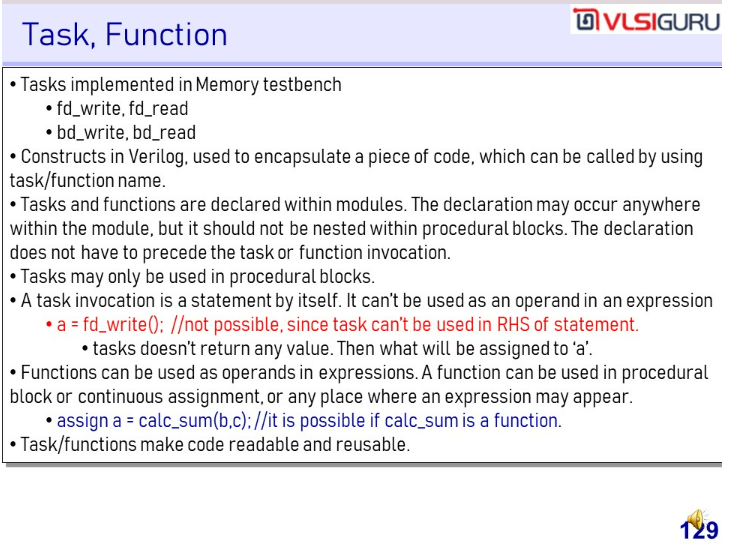 Task, Function
VLSIGURU
• Tasks implemented in Memory testbench
• fd_write, fd_read
• bd_write, bd_read
• Constructs in Verilog, used to encapsulate a piece of code, which can be called by using
task/function name.
• Tasks and functions are declared within modules. The declaration may occur anywhere
within the module, but it should not be nested within procedural blocks. The declaration
does not have to precede the task or function invocation.
• Tasks may only be used in procedural blocks.
• A task invocation is a statement by itself. It can't be used as an operand in an expression
• a = fd_write(); //not possible, since task can't be used in RHS of statement.
• tasks doesn't return any value. Then what will be assigned to 'a'.
• Functions can be used as operands in expressions. A function can be used in procedural
block or continuous assignment, or any place where an expression may appear.
• assign a = calc_sum(b,c); //it is possible if calc_sum is a function.
• Task/functions make code readable and reusable.
129